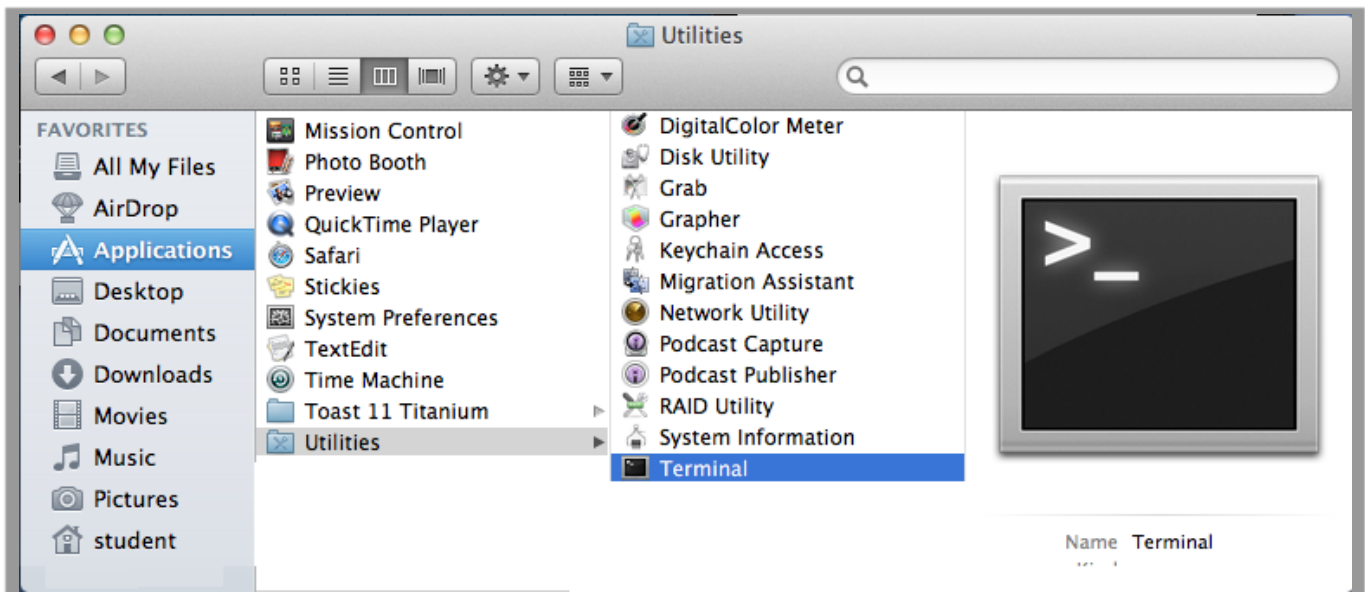 Utilities
FAVORITES
All My Files
AirDrop
Applications
Desktop
Documents
Downloads
Movies
Music
Pictures
student
Mission Control
Photo Booth
Preview
QuickTime Player
Safari
Stickies
System Preferences
TextEdit
Time Machine
Toast 11 Titanium
Utilities
DigitalColor Meter
Disk Utility
Grab
Grapher
Keychain Access
Migration Assistant
Network Utility
Podcast Capture
Podcast Publisher
RAID Utility
System Information
Terminal
>_
Name Terminal